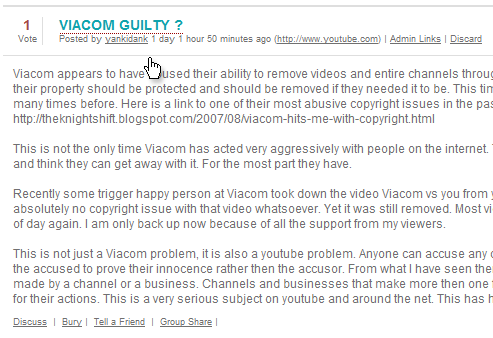 1
Vote
VIACOM GUILTY ?
Posted by yankidank 1 day 1 hour 50 minutes ago (http://www.youtube.com) | Admin Links | Discard
Viacom appears to have used their ability to remove videos and entire channels throug
their property should be protected and should be removed if they needed it to be. This tim
many times before. Here is a link to one of their most abusive copyright issues in the pas
http://theknightshift.blogspot.com/2007/08/viacom-hits-me-with-copyright.html
This is not the only time Viacom has acted very aggressively with people on the internet.
and think they can get away with it. For the most part they have.
Recently some trigger happy person at Viacom took down the video Viacom vs you from y
absolutely no copyright issue with that video whatsoever. Yet it was still removed. Most vi
of day again. I am only back up now because of all the support from my viewers.
This is not just a Viacom problem, it is also a youtube problem. Anyone can accuse any c
the accused to prove their innocence rather then the accusor. From what I have seen the
made by a channel or a business. Channels and businesses that make more then one f
for their actions. This is a very serious subject on youtube and around the net. This has h
Discuss | Bury | Tell a Friend | Group Share |